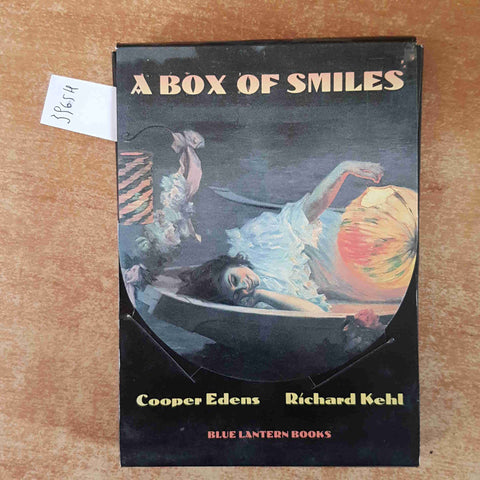 A BOX OF SMILES
39654
Cooper Edens Richard Kehl
BLUE LANTERN BOOKS